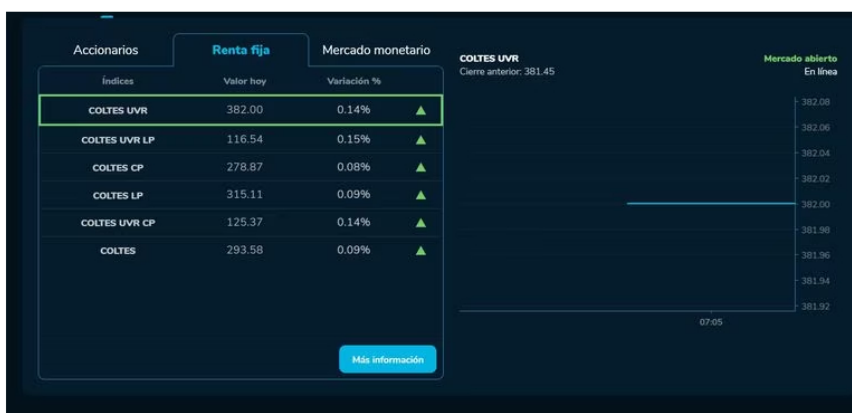 Accionarios Renta fija Mercado monetario
Índices Valor hoy Variación %
COLTES UVR 382.00 0.14%
COLTES UVR LP 116.54 0.15%
COLTES CP 278.87 0.08%
COLTES LP 315.11 0.09%
COLTES UVR CP 125.37 0.14%
COLTES 293.58 0.09%
Más información
COLTES UVR Mercado abierto
Cierre anterior: 381.45 En línea
382.08
382.06
382.04
382.02
382.00
381.98
381.96
381.94
381.92
07:05